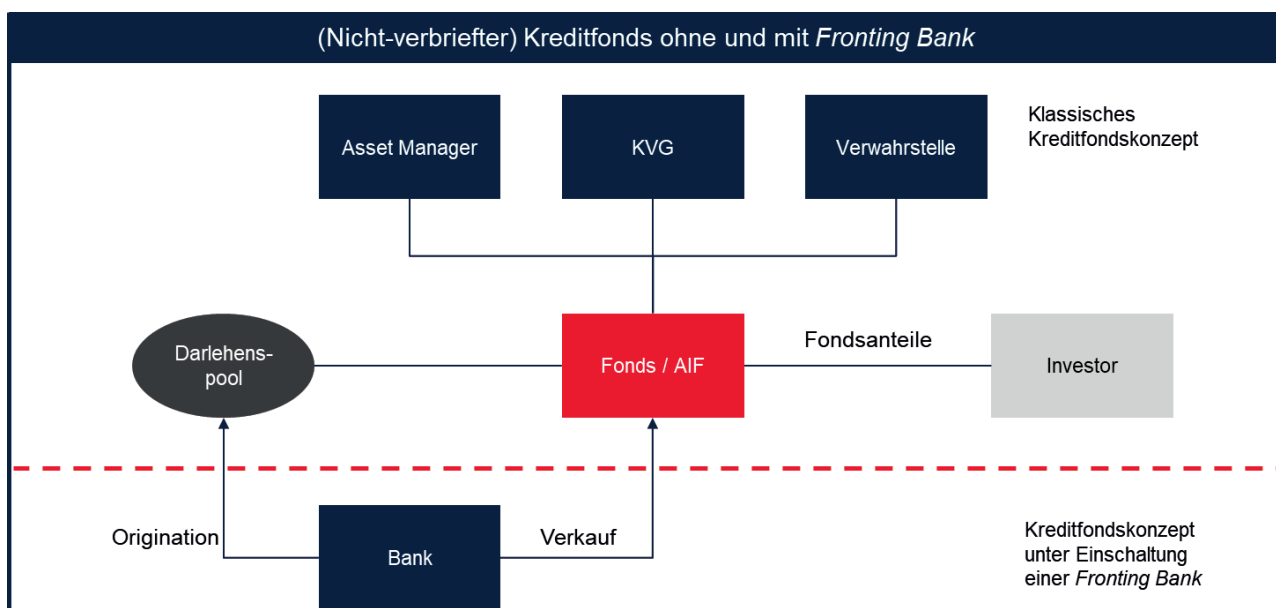 (Nicht-verbriefter) Kreditfonds ohne und mit Fronting Bank
Asset Manager
KVG
Verwahrstelle
Klassisches
Kreditfondskonzept
Darlehens-
pool
Fonds / AIF
Fondsanteile
Investor
Origination
Bank
Verkauf
Kreditfondskonzept
unter Einschaltung
einer Fronting Bank